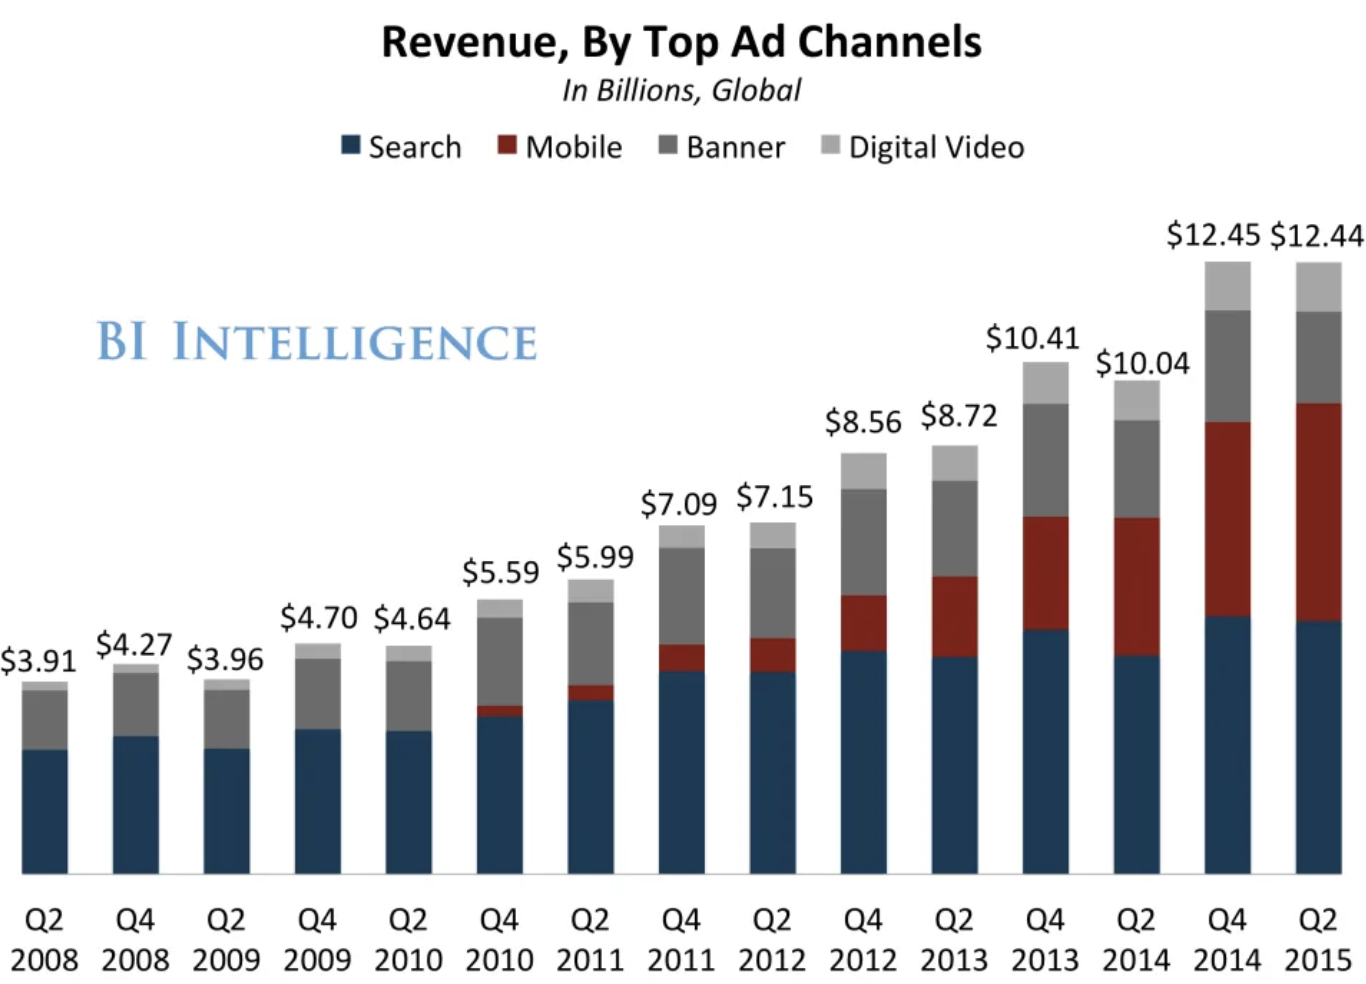 Revenue, By Top Ad Channels
In Billions, Global
Search Mobile Banner Digital Video
$12.45 $12.44
BI INTELLIGENCE
$10.41
$10.04
$8.56 $8.72
$7.09 $7.15
$5.59 $5.99
$4.70 $4.64
$3.91 $4.27 $3.96
Q2 Q4 Q2 Q4 Q2 Q4 Q2 Q4 Q2 Q4 Q2 Q4 Q2 Q4 Q2
2008 2008 2009 2009 2010 2010 2011 2011 2012 2012 2013 2013 2014 2014 2015